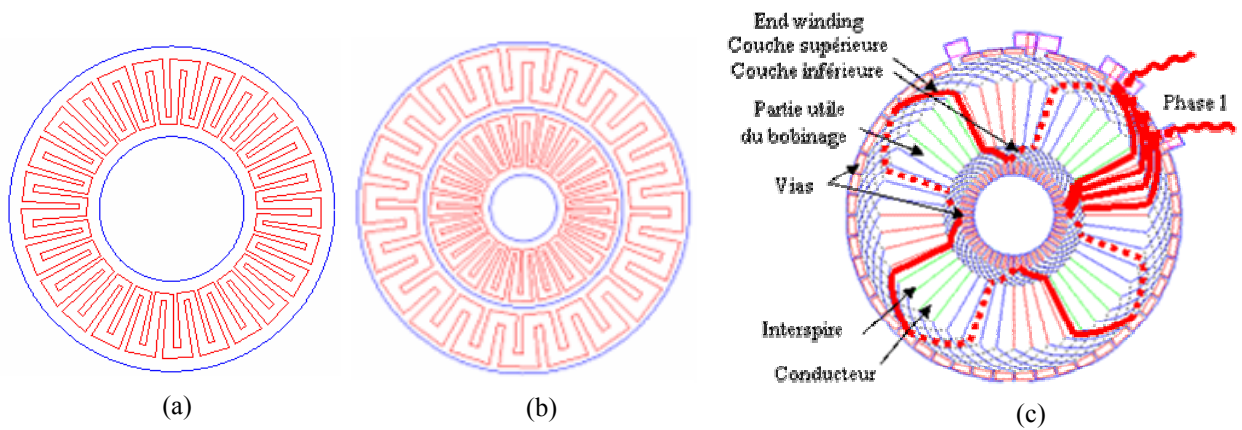 End winding
Couche supérieure
Couche inférieure
Partie utile
du bobinage
Vias
Phase 1
Interspire
Conducteur
(a)
(b)
(c)